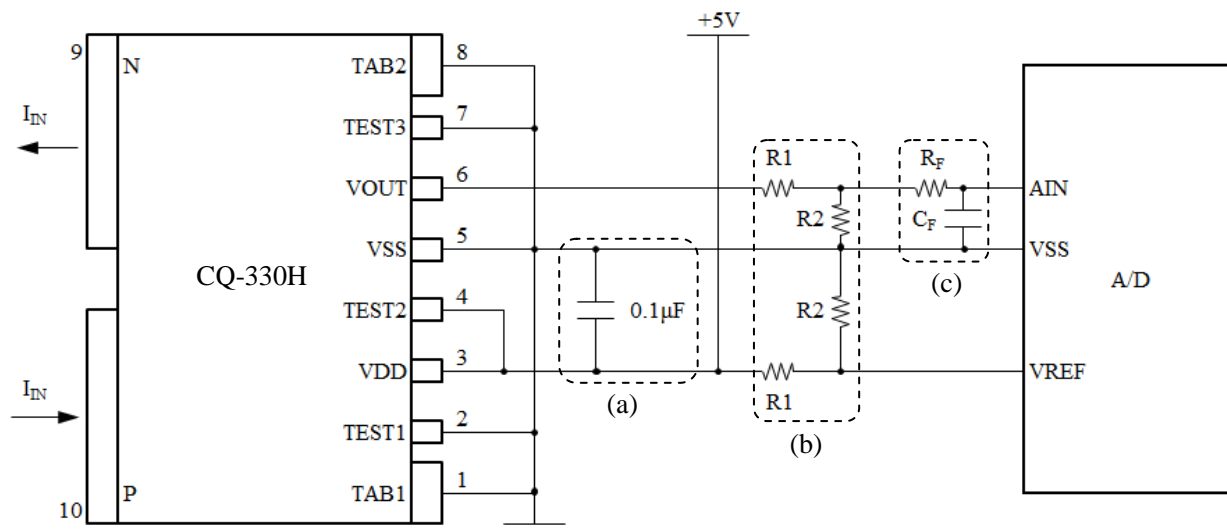 +5V
9
N
TAB2
8
I_IN
TEST3
7
R1
R_F
VOUT
6
AIN
R2
C_F
VSS
5
VSS
CQ-330H
(c)
A/D
TEST2
4
0.1μF
R2
VDD
3
VREF
I_IN
(a)
R1
TEST1
2
(b)
P
TAB1
1
10